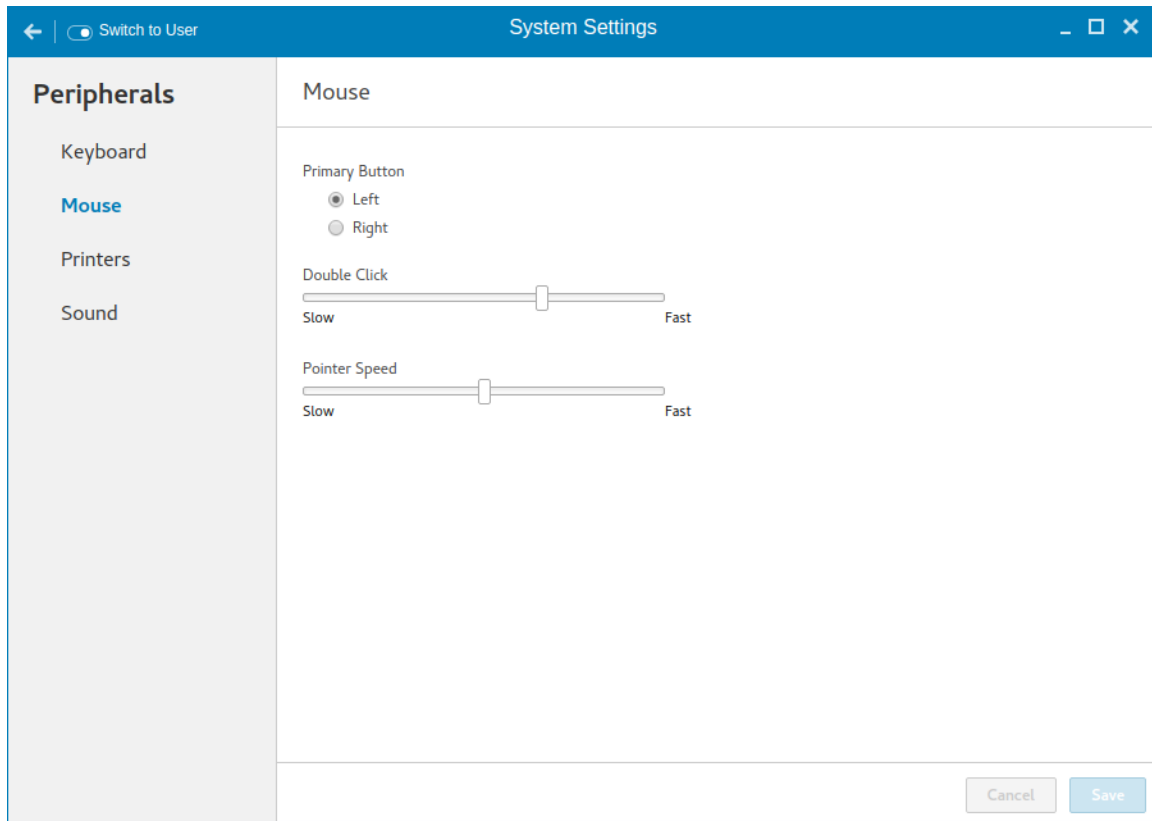 Switch to User
System Settings
Peripherals
Keyboard
Mouse
Printers
Sound
Mouse
Primary Button
Left
Right
Double Click
Slow Fast
Pointer Speed
Slow Fast
Cancel Save